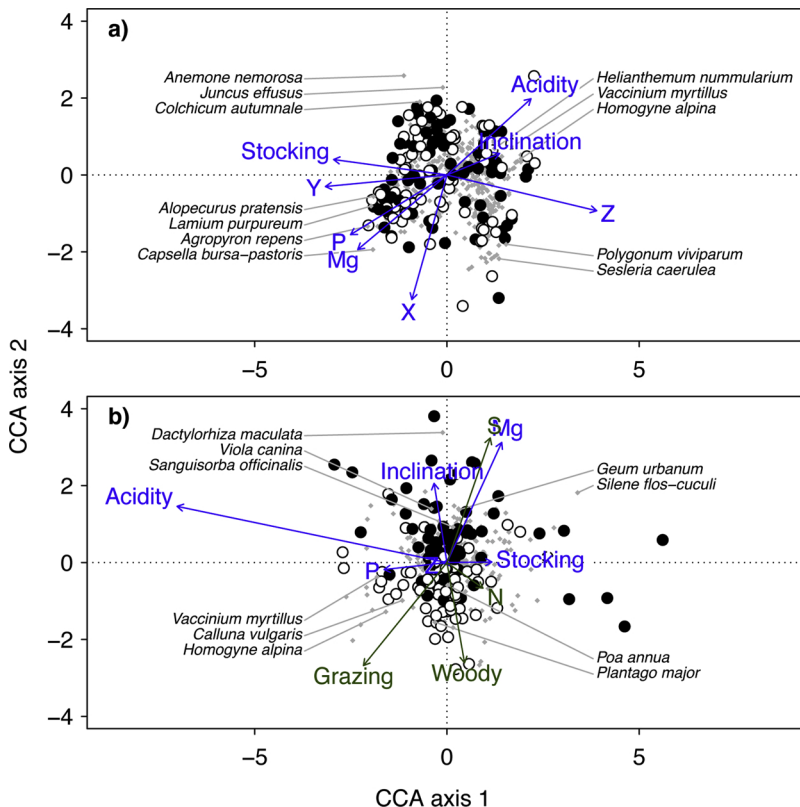 a)
4
2
0
−2
−4
Anemone nemorosa
Juncus effusus
Colchicum autumnale
Helianthemum nummularium
Vaccinium myrtillus
Homogyne alpina
Acidity
Inclination
Stocking
Y
Z
Alopecurus pratensis
Lamium purpureum
Agropyron repens
Capsella bursa−pastoris
P
Mg
X
Polygonum viviparum
Sesleria caerulea
−5
0
5
CCA axis 2
b)
4
2
0
−2
−4
Dactylorhiza maculata
Viola canina
Sanguisorba officinalis
S
Mg
Inclination
Acidity
Geum urbanum
Silene flos−cuculi
P
Z
Stocking
N
Vaccinium myrtillus
Calluna vulgaris
Homogyne alpina
Grazing
Woody
Poa annua
Plantago major
−5
0
5
CCA axis 1